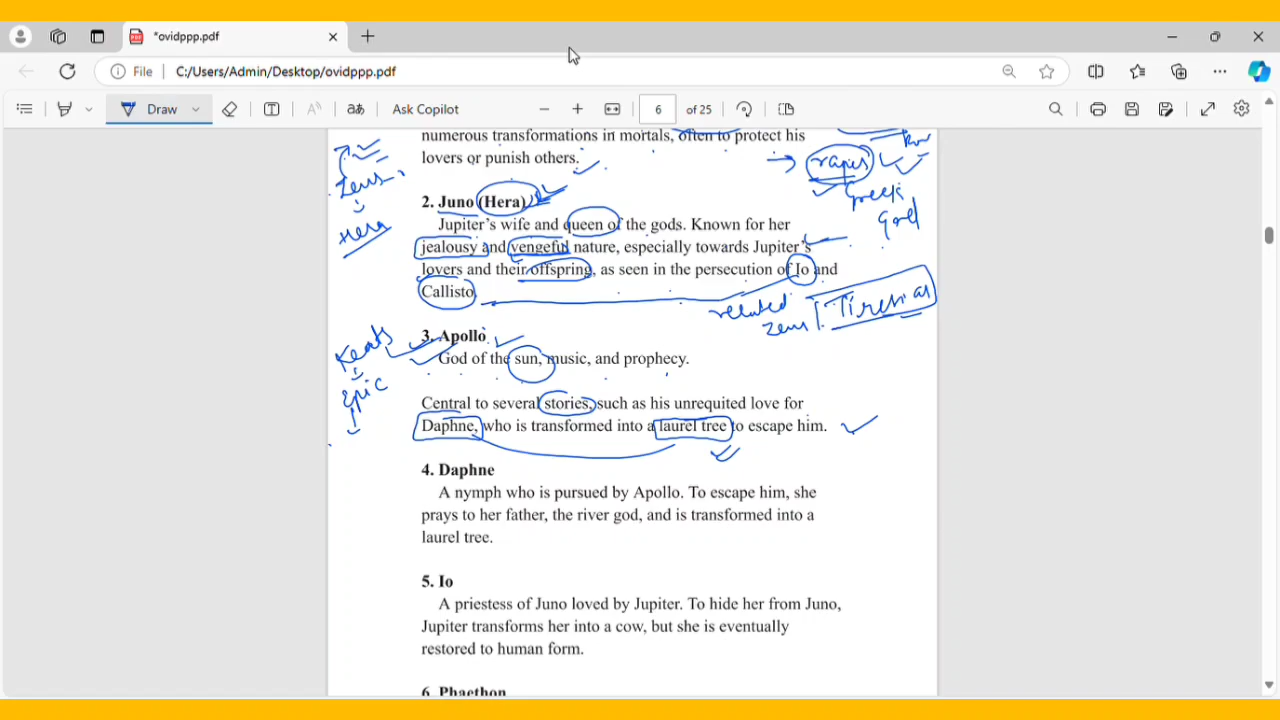 *ovidppp.pdf
File C:/Users/Admin/Desktop/ovidppp.pdf
Draw Ask Copilot 6 of 25
numerous transformations in mortals, often to protect his
lovers or punish others.
rapes
Greek
God
Zeus
Hera
2. Juno (Hera)
Jupiter's wife and queen of the gods. Known for her
jealousy and vengeful nature, especially towards Jupiter's
lovers and their offspring, as seen in the persecution of Io and
Callisto.
related
Zeus
Tiresias
Keats
Epic
3. Apollo
God of the sun, music, and prophecy.
Central to several stories, such as his unrequited love for
Daphne, who is transformed into a laurel tree to escape him.
4. Daphne
A nymph who is pursued by Apollo. To escape him, she
prays to her father, the river god, and is transformed into a
laurel tree.
5. Io
A priestess of Juno loved by Jupiter. To hide her from Juno,
Jupiter transforms her into a cow, but she is eventually
restored to human form.
6. Phaethon